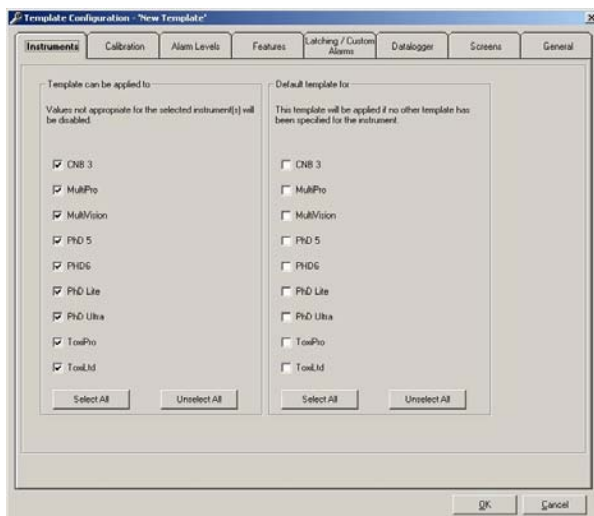 Template Configuration - 'New Template'
Instruments
Calibration
Alarm Levels
Features
Latching / Custom
Alarms
Datalogger
Screens
General
Template can be applied to
Values not appropriate for the selected instrument(s) will
be disabled.
CNB 3
MultiPro
MultiVision
PhD 5
PHD6
PhD Lite
PhD Ultra
ToxiPro
ToxiLtd
Select All
Unselect All
Default template for
This template will be applied if no other template has
been specified for the instrument.
CNB 3
MultiPro
MultiVision
PhD 5
PHD6
PhD Lite
PhD Ultra
ToxiPro
ToxiLtd
Select All
Unselect All
OK
Cancel